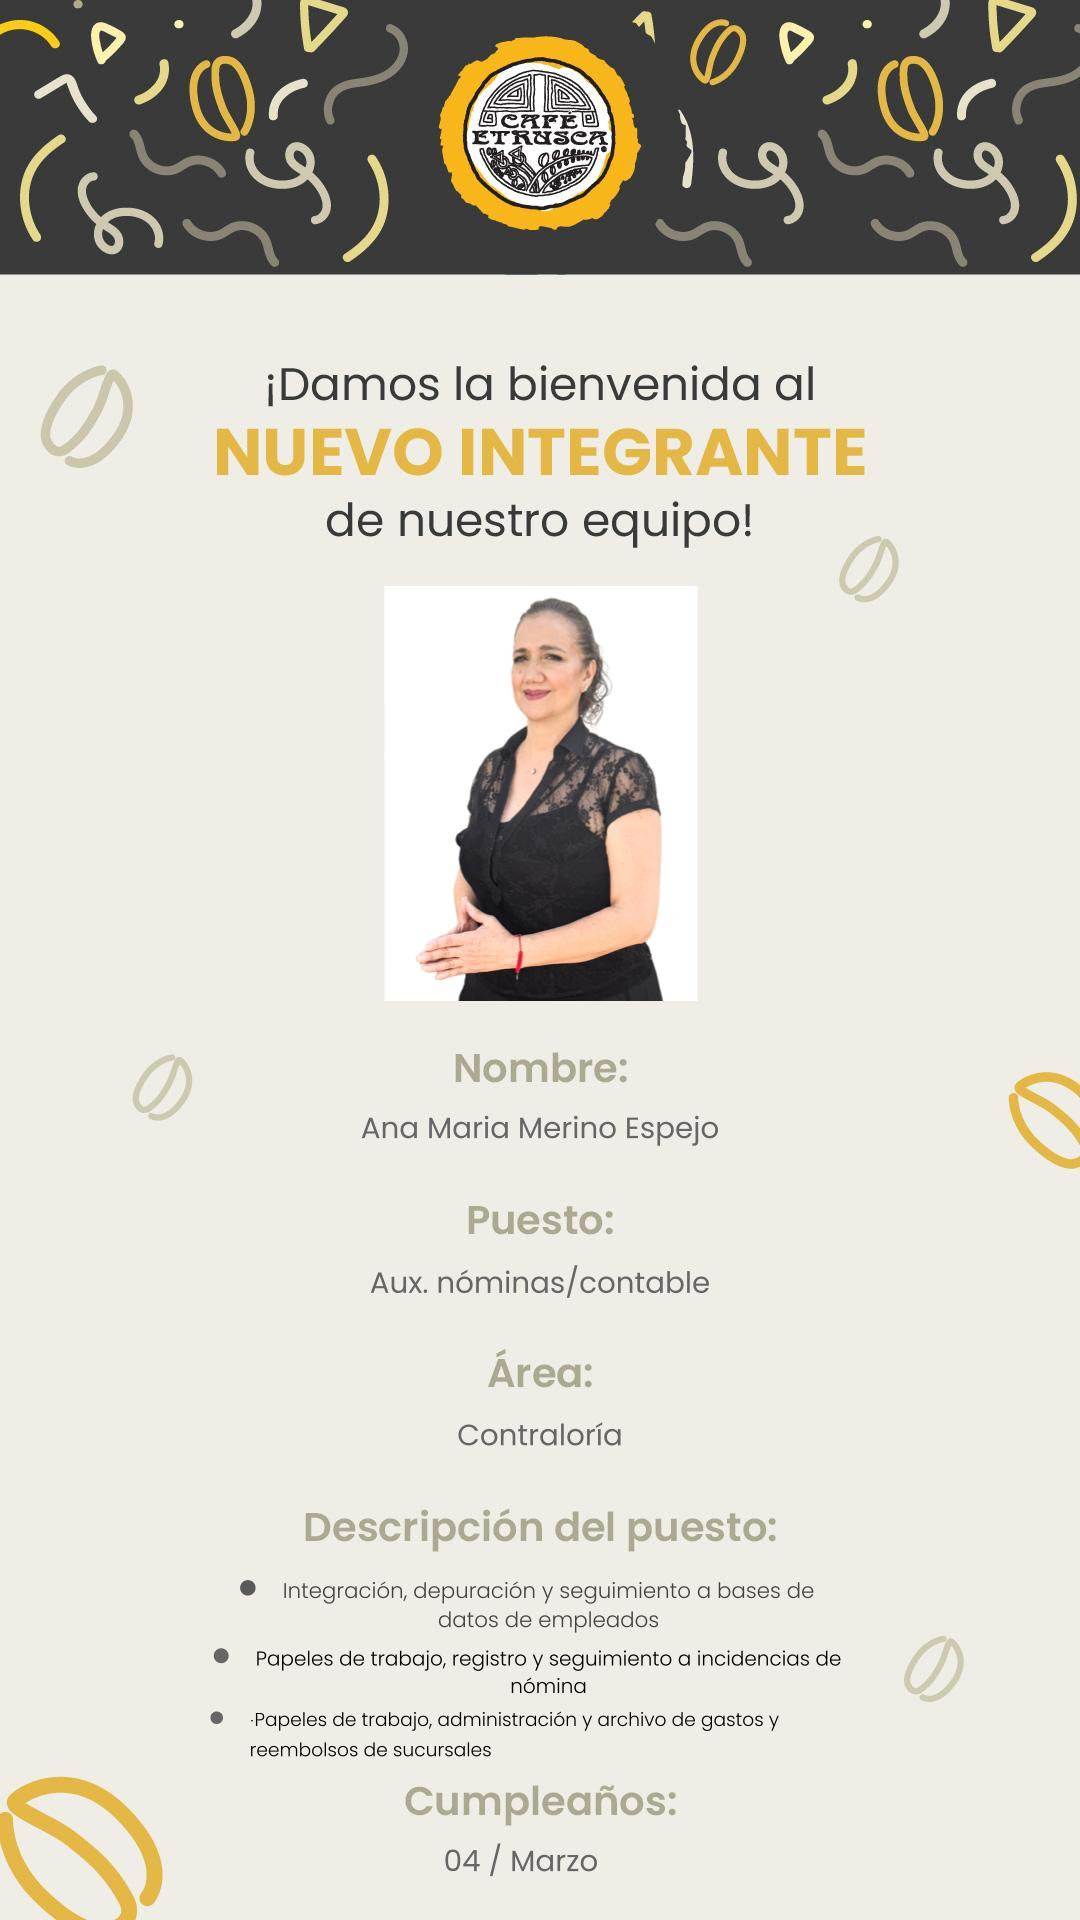 CAFÉ
ETRUSCA
¡Damos la bienvenida al
NUEVO INTEGRANTE
de nuestro equipo!
Nombre:
Ana Maria Merino Espejo
Puesto:
Aux. nóminas/contable
Área:
Contraloría
Descripción del puesto:
● Integración, depuración y seguimiento a bases de
datos de empleados
● Papeles de trabajo, registro y seguimiento a incidencias de
nómina
● ·Papeles de trabajo, administración y archivo de gastos y
reembolsos de sucursales
Cumpleaños:
04 / Marzo